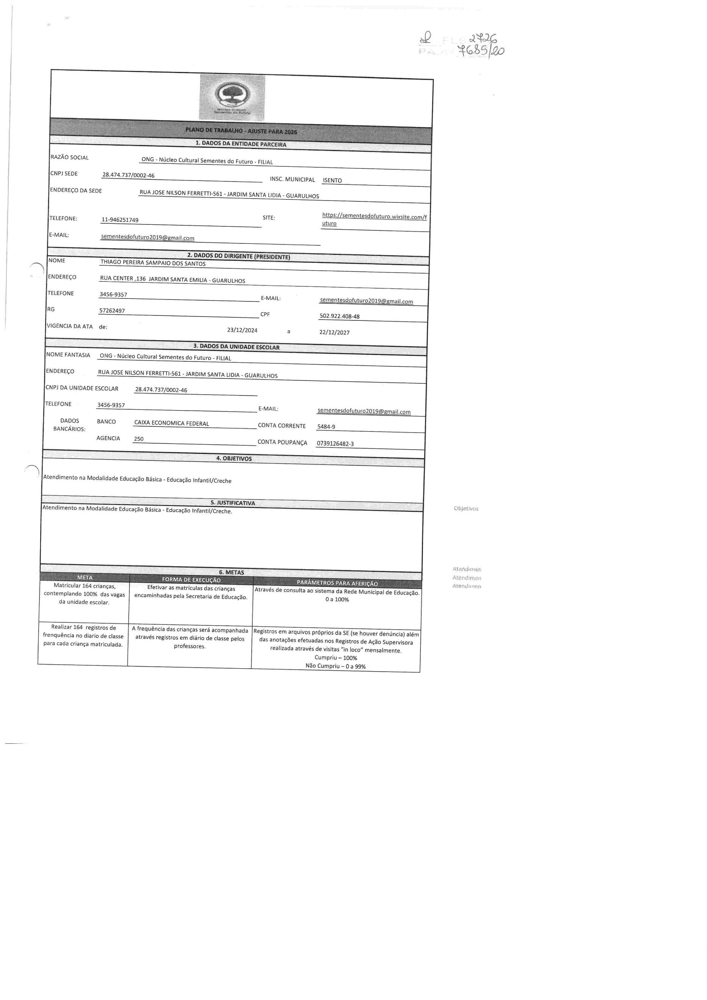 FLS 2726
PA. nº 7685/20
Núcleo Cultural
Sementes do Futuro
PLANO DE TRABALHO - AJUSTE PARA 2026
1. DADOS DA ENTIDADE PARCEIRA
RAZÃO SOCIAL ONG - Núcleo Cultural Sementes do Futuro - FILIAL
CNPJ SEDE 28.474.737/0002-46 INSC. MUNICIPAL ISENTO
ENDEREÇO DA SEDE RUA JOSE NILSON FERRETTI-561 - JARDIM SANTA LIDIA - GUARULHOS
TELEFONE: 11-946251749 SITE: https://sementesdofuturo.wixsite.com/f
uturo
E-MAIL: sementesdofuturo2019@gmail.com
2. DADOS DO DIRIGENTE (PRESIDENTE)
NOME THIAGO PEREIRA SAMPAIO DOS SANTOS
ENDEREÇO RUA CENTER ,136 JARDIM SANTA EMILIA - GUARULHOS
TELEFONE 3456-9357 E-MAIL: sementesdofuturo2019@gmail.com
RG 57262497 CPF 502.922.408-48
VIGENCIA DA ATA de: 23/12/2024 a 22/12/2027
3. DADOS DA UNIDADE ESCOLAR
NOME FANTASIA ONG - Núcleo Cultural Sementes do Futuro - FILIAL
ENDEREÇO RUA JOSE NILSON FERRETTI-561 - JARDIM SANTA LIDIA - GUARULHOS
CNPJ DA UNIDADE ESCOLAR 28.474.737/0002-46
TELEFONE 3456-9357 E-MAIL: sementesdofuturo2019@gmail.com
DADOS BANCÁRIOS: BANCO CAIXA ECONOMICA FEDERAL CONTA CORRENTE 5484-9
AGENCIA 250 CONTA POUPANÇA 0739126482-3
4. OBJETIVOS
Atendimento na Modalidade Educação Básica - Educação Infantil/Creche
5. JUSTIFICATIVA
Atendimento na Modalidade Educação Básica - Educação Infantil/Creche.
Objetivos
6. METAS
Atendimen
Atendimen
Atendimen
META FORMA DE EXECUÇÃO PARÂMETROS PARA AFERIÇÃO
Matricular 164 crianças,
contemplando 100% das vagas
da unidade escolar.
Efetivar as matrículas das crianças
encaminhadas pela Secretaria de Educação.
Através de consulta ao sistema da Rede Municipal de Educação.
0 a 100%
Realizar 164 registros de
frenquência no diario de classe
para cada criança matriculada.
A frequência das crianças será acompanhada
através registros em diário de classe pelos
professores.
Registros em arquivos próprios da SE (se houver denúncia) além
das anotações efetuadas nos Registros de Ação Supervisora
realizada através de visitas "in loco" mensalmente.
Cumpriu – 100%
Não Cumpriu – 0 a 99%